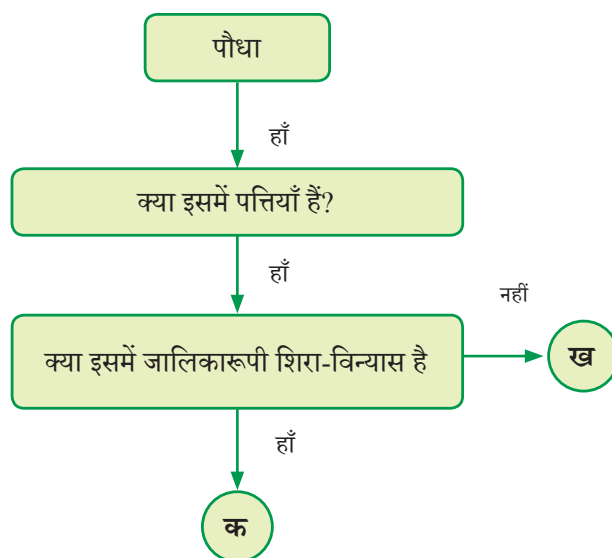 पौधा
हाँ
क्या इसमें पत्तियाँ हैं?
हाँ
नहीं
क्या इसमें जालिकारूपी शिरा-विन्यास है
ख
हाँ
क